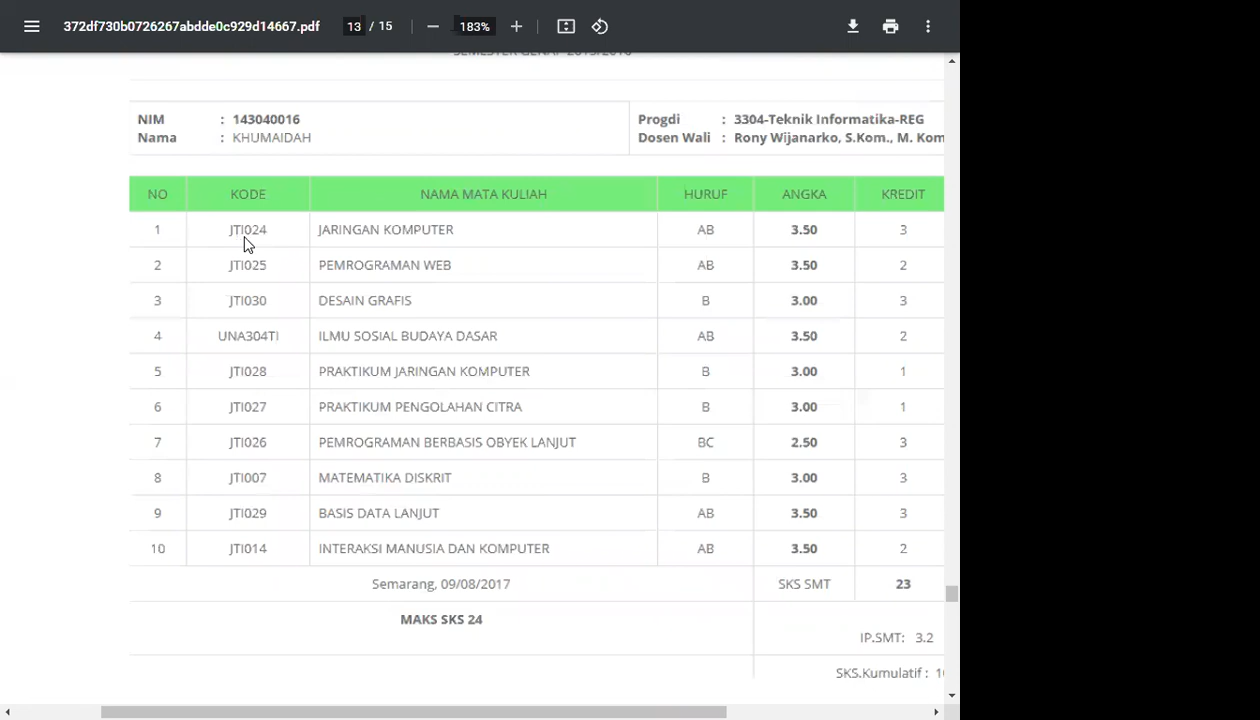 372df730b0726267abdde0c929d14667.pdf 13 / 15 183%
NIM : 143040016 Progdi : 3304-Teknik Informatika-REG
Nama : KHUMAIDAH Dosen Wali : Rony Wijanarko, S.Kom., M. Kom
NO KODE NAMA MATA KULIAH HURUF ANGKA KREDIT
1 JTI024 JARINGAN KOMPUTER AB 3.50 3
2 JTI025 PEMROGRAMAN WEB AB 3.50 2
3 JTI030 DESAIN GRAFIS B 3.00 3
4 UNA304TI ILMU SOSIAL BUDAYA DASAR AB 3.50 2
5 JTI028 PRAKTIKUM JARINGAN KOMPUTER B 3.00 1
6 JTI027 PRAKTIKUM PENGOLAHAN CITRA B 3.00 1
7 JTI026 PEMROGRAMAN BERBASIS OBYEK LANJUT BC 2.50 3
8 JTI007 MATEMATIKA DISKRIT B 3.00 3
9 JTI029 BASIS DATA LANJUT AB 3.50 3
10 JTI014 INTERAKSI MANUSIA DAN KOMPUTER AB 3.50 2
Semarang, 09/08/2017 SKS SMT 23
MAKS SKS 24
IP.SMT: 3.2
SKS.Kumulatif :